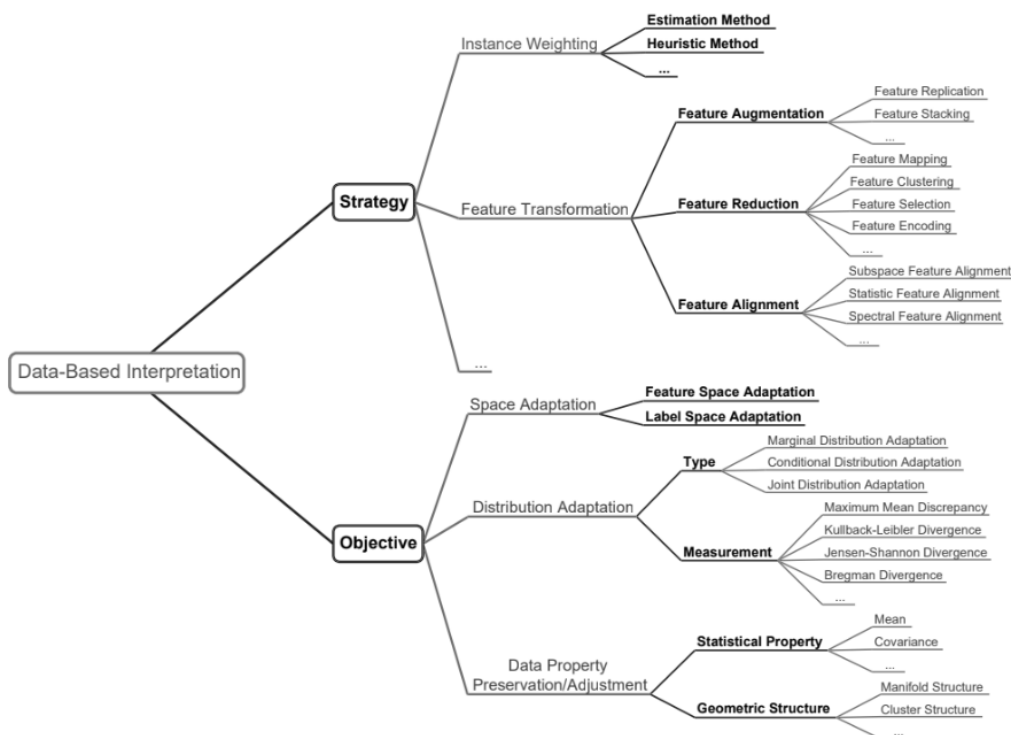 Estimation Method
Instance Weighting
Heuristic Method
...
Feature Replication
Feature Augmentation
Feature Stacking
...
Feature Mapping
Feature Clustering
Strategy
Feature Transformation
Feature Reduction
Feature Selection
Feature Encoding
...
Subspace Feature Alignment
Feature Alignment
Statistic Feature Alignment
Spectral Feature Alignment
...
...
Data-Based Interpretation
Space Adaptation
Feature Space Adaptation
Label Space Adaptation
Marginal Distribution Adaptation
Type
Conditional Distribution Adaptation
Joint Distribution Adaptation
Distribution Adaptation
Maximum Mean Discrepancy
Kullback-Leibler Divergence
Objective
Measurement
Jensen-Shannon Divergence
Bregman Divergence
...
Mean
Statistical Property
Covariance
...
Data Property
Preservation/Adjustment
Manifold Structure
Geometric Structure
Cluster Structure
...